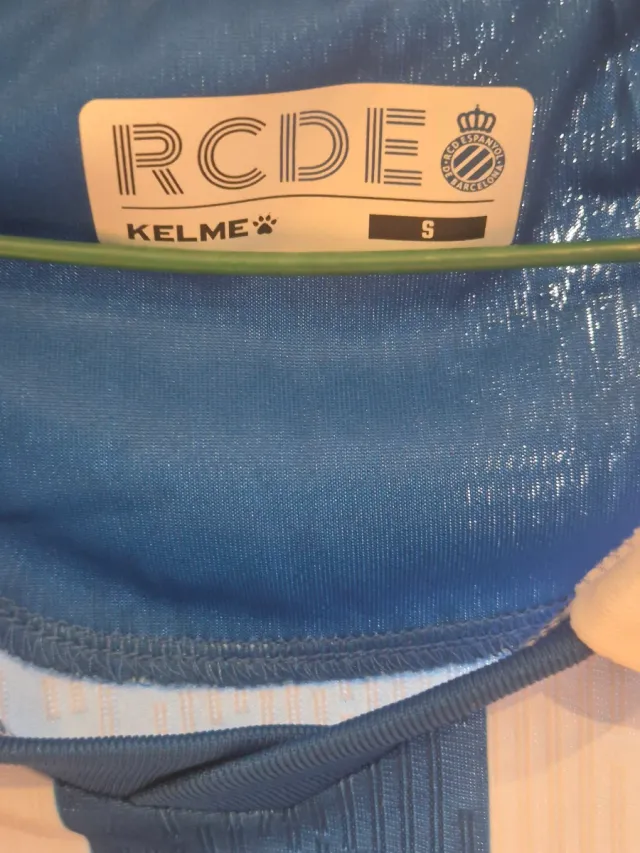 RCDE
RCD ESPANYOL
DE BARCELONA
KELME
S